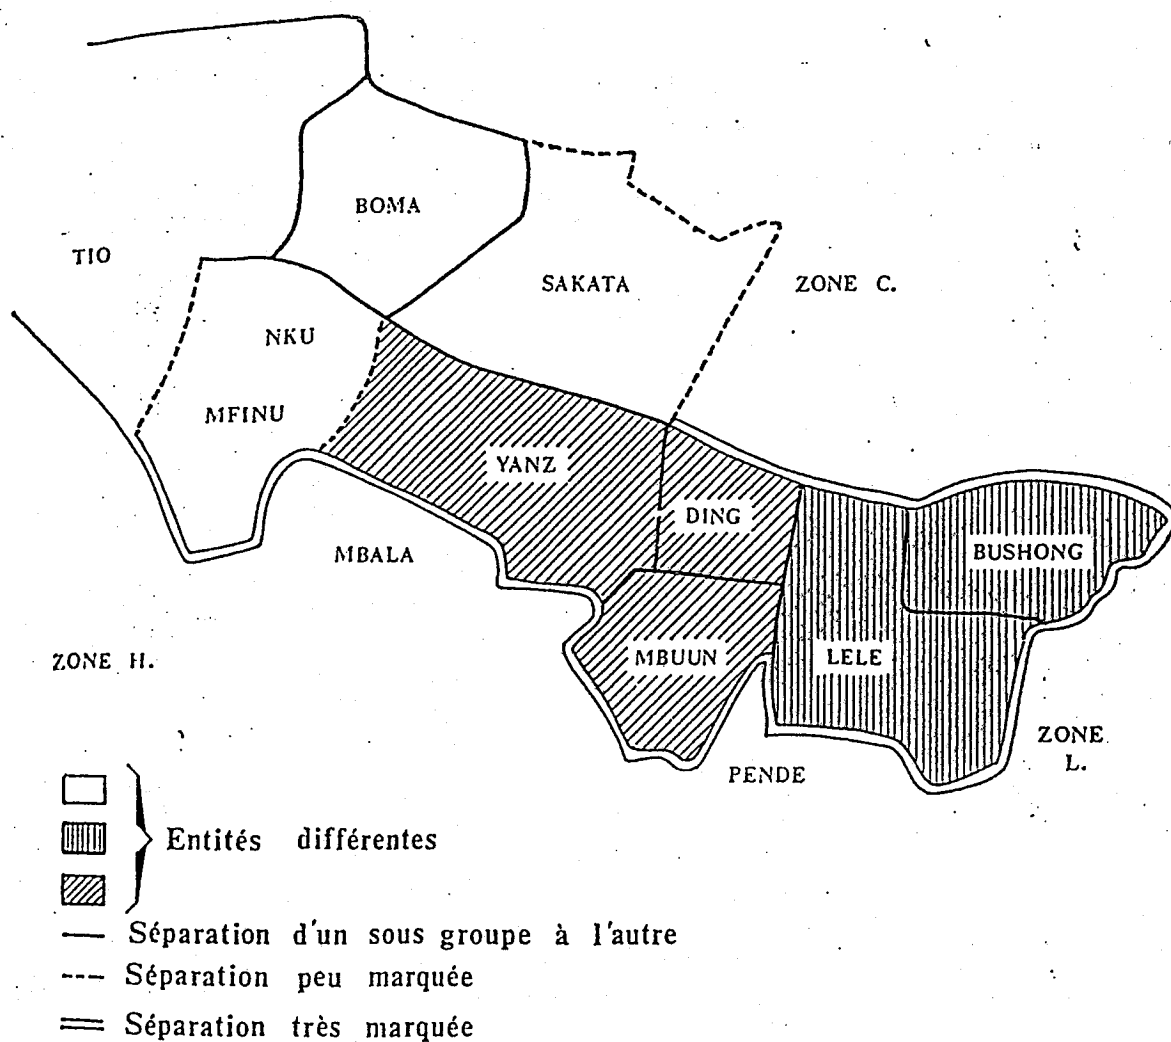 BOMA
TIO
SAKATA
ZONE C.
NKU
MFINU
YANZ
DING
BUSHONG
MBALA
ZONE H.
MBUUN
LELE
ZONE
L.
PENDE
Entités différentes
Séparation d'un sous groupe à l'autre
Séparation peu marquée
Séparation très marquée